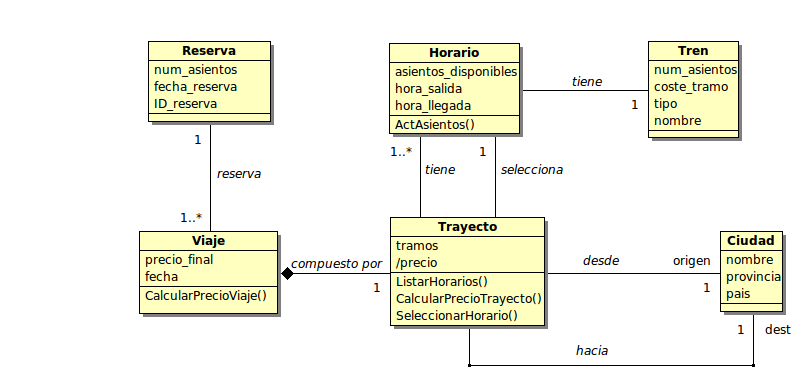 Reserva
num_asientos
fecha_reserva
ID_reserva
Horario
asientos_disponibles
hora_salida
hora_llegada
ActAsientos()
tiene
1
Tren
num_asientos
coste_tramo
tipo
nombre
1
reserva
1..*
1..*
tiene
1
selecciona
Viaje
precio_final
fecha
CalcularPrecioViaje()
compuesto por
1
Trayecto
tramos
/precio
ListarHorarios()
CalcularPrecioTrayecto()
SeleccionarHorario()
desde
origen
1
Ciudad
nombre
provincia
pais
1
dest
hacia